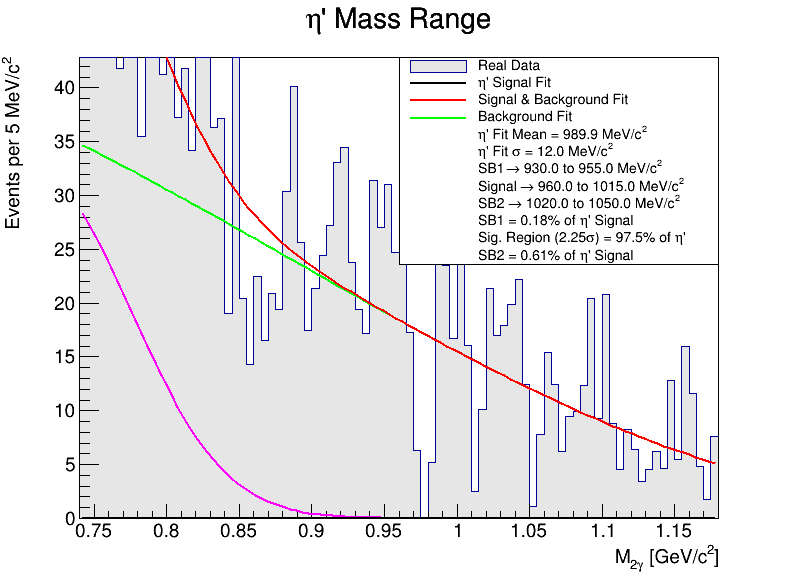 η' Mass Range
Events per 5 MeV/c²
Real Data
η' Signal Fit
Signal & Background Fit
Background Fit
η' Fit Mean = 989.9 MeV/c²
η' Fit σ = 12.0 MeV/c²
SB1 → 930.0 to 955.0 MeV/c²
Signal → 960.0 to 1015.0 MeV/c²
SB2 → 1020.0 to 1050.0 MeV/c²
SB1 = 0.18% of η' Signal
Sig. Region (2.25σ) = 97.5% of η'
SB2 = 0.61% of η' Signal
40
35
30
25
20
15
10
5
0
0.75 0.8 0.85 0.9 0.95 1 1.05 1.1 1.15
M₂γ [GeV/c²]